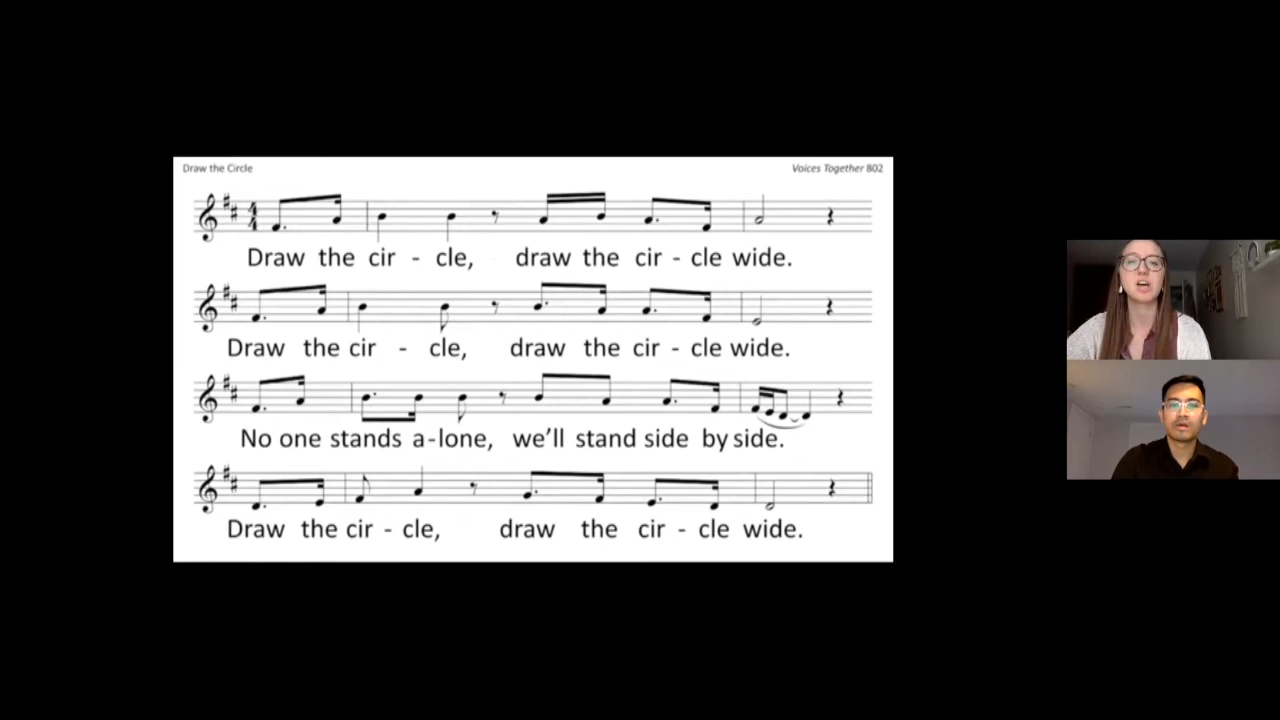 Draw the Circle
Voices Together 802
4
4
Draw the cir - cle, draw the cir - cle wide.
Draw the cir - cle, draw the cir - cle wide.
No one stands a-lone, we'll stand side by side.
Draw the cir - cle, draw the cir - cle wide.